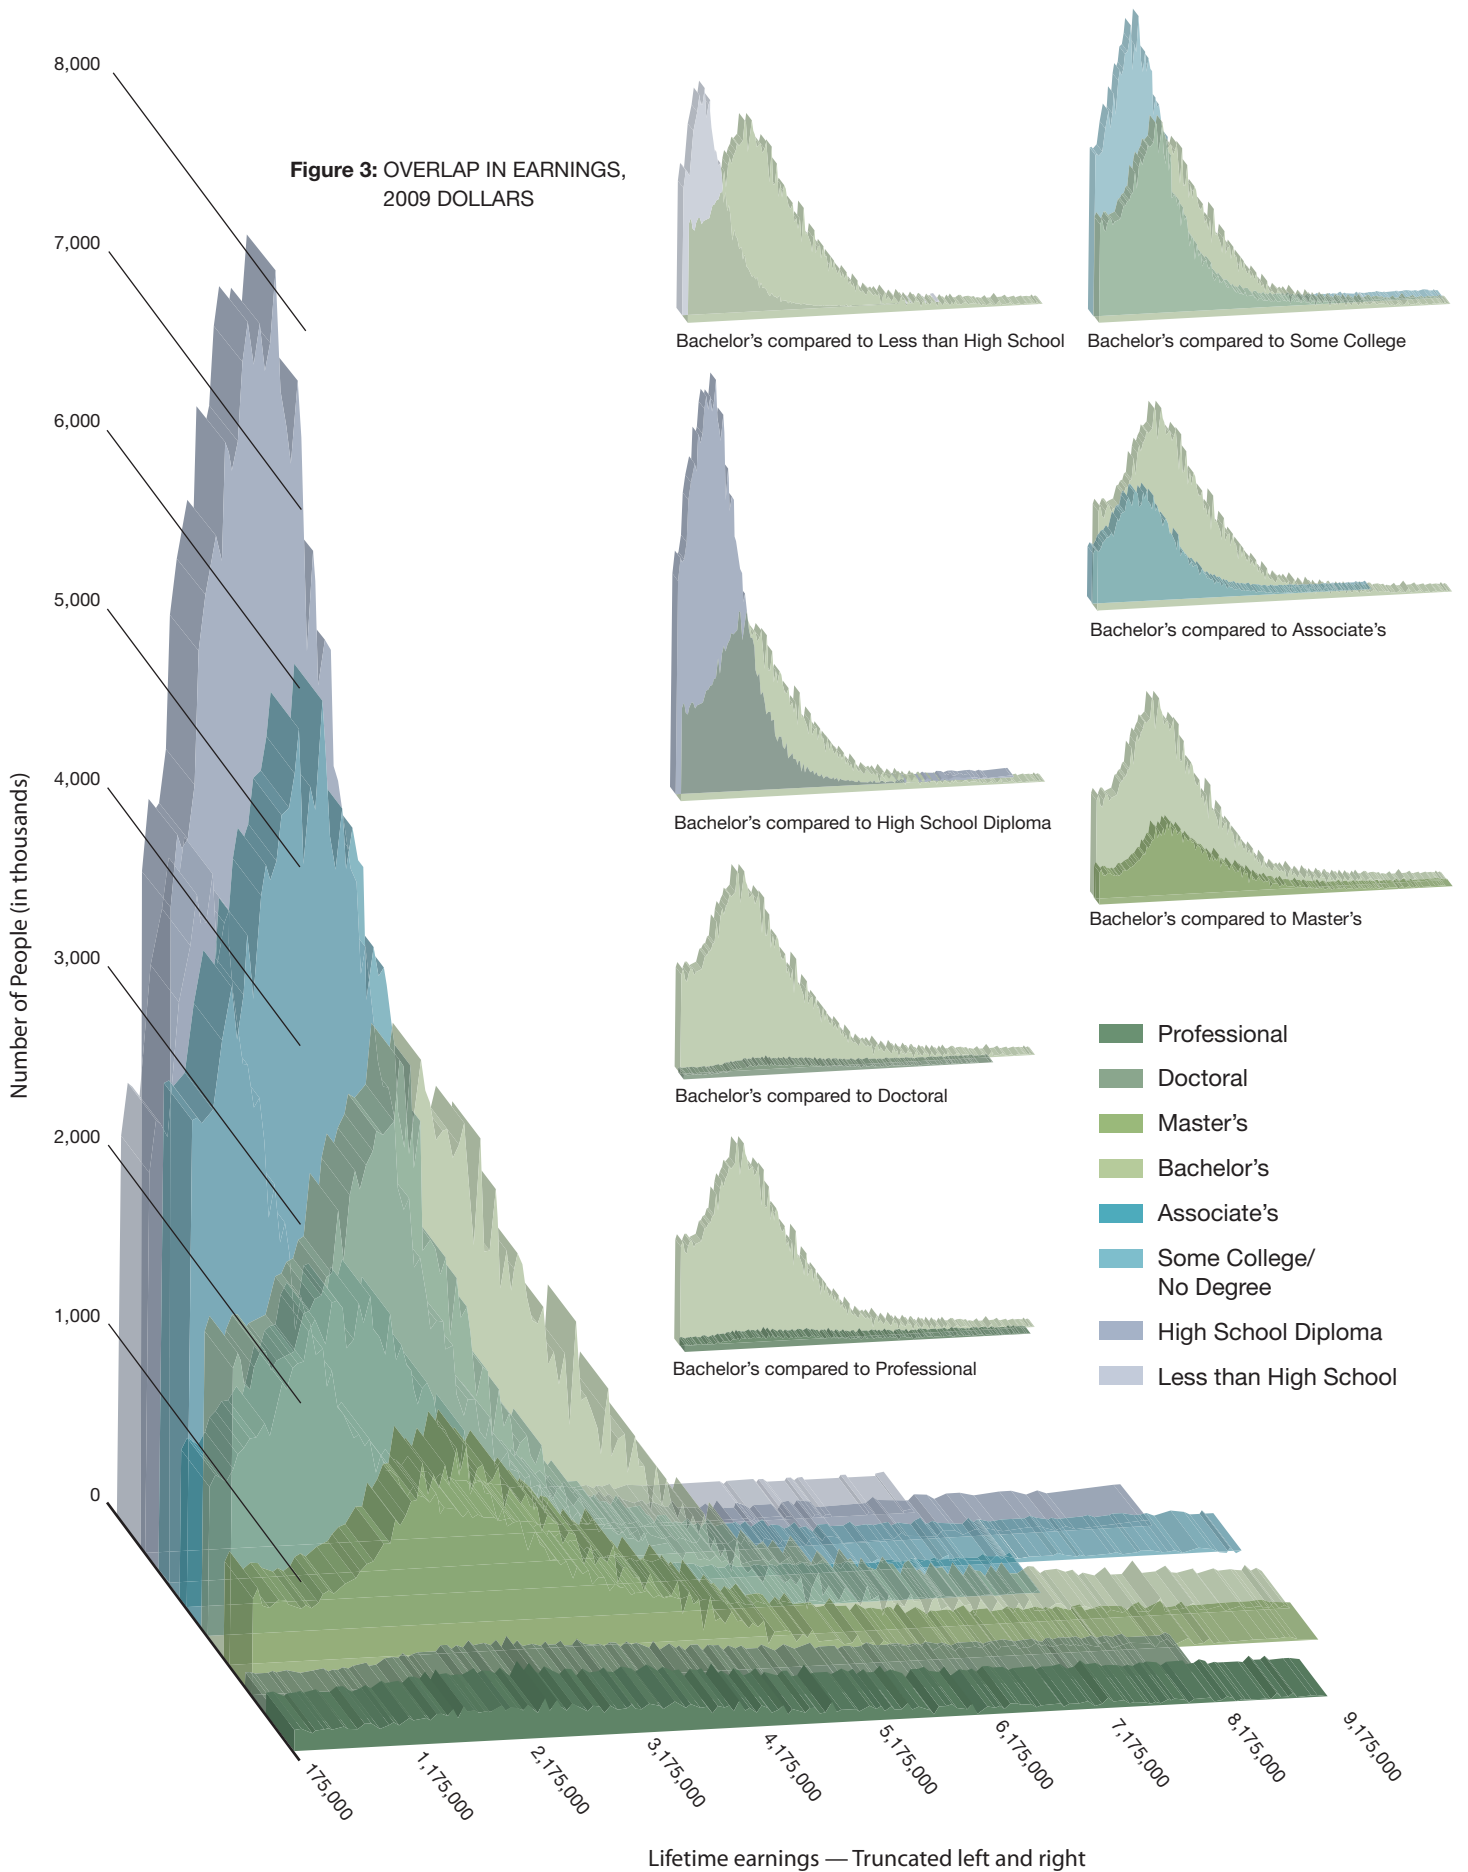 8,000
7,000
6,000
5,000
4,000
3,000
2,000
1,000
0
Number of People (in thousands)
Figure 3: OVERLAP IN EARNINGS,
2009 DOLLARS
Bachelor's compared to Less than High School
Bachelor's compared to Some College
Bachelor's compared to Associate's
Bachelor's compared to High School Diploma
Bachelor's compared to Master's
Bachelor's compared to Doctoral
Bachelor's compared to Professional
Professional
Doctoral
Master's
Bachelor's
Associate's
Some College/
No Degree
High School Diploma
Less than High School
175,000
1,175,000
2,175,000
3,175,000
4,175,000
5,175,000
6,175,000
7,175,000
8,175,000
9,175,000
Lifetime earnings — Truncated left and right